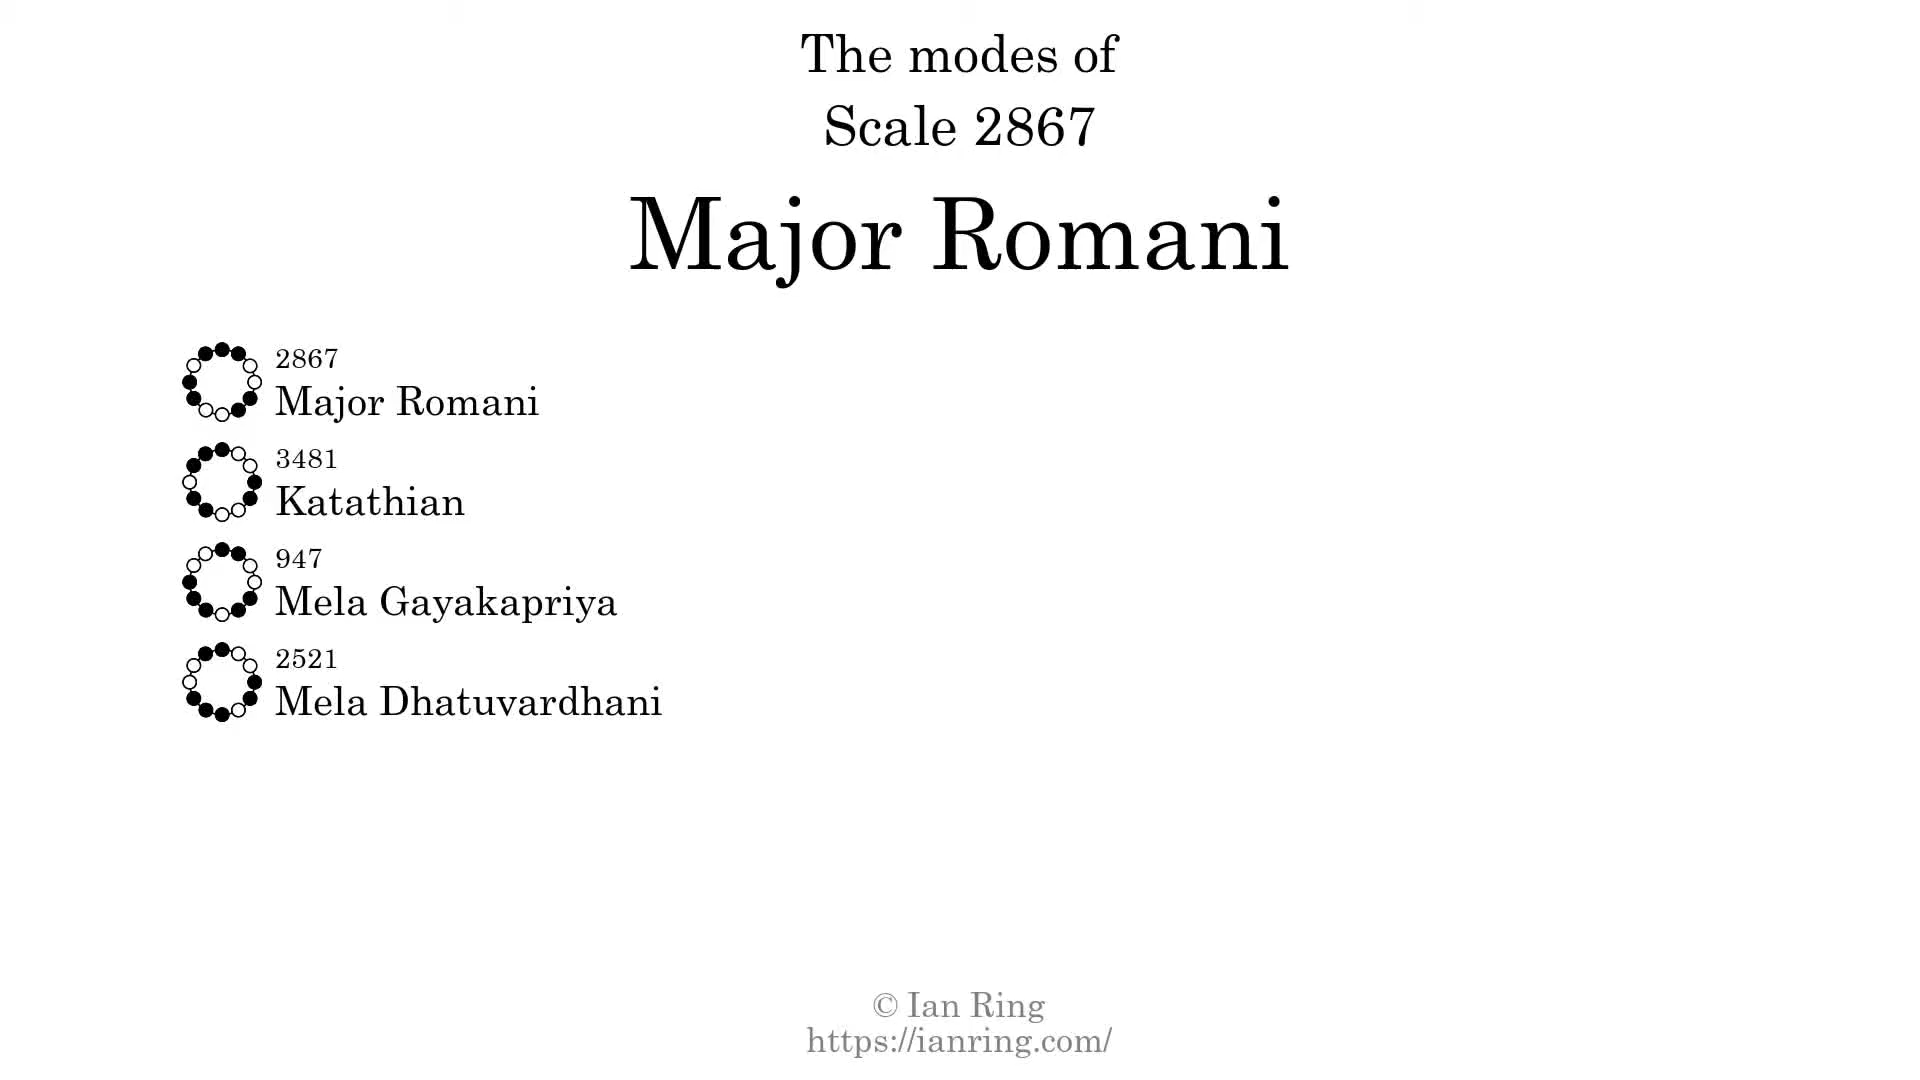 The modes of
Scale 2867
Major Romani
2867
Major Romani
3481
Katathian
947
Mela Gayakapriya
2521
Mela Dhatuvardhani
© Ian Ring
https://ianring.com/